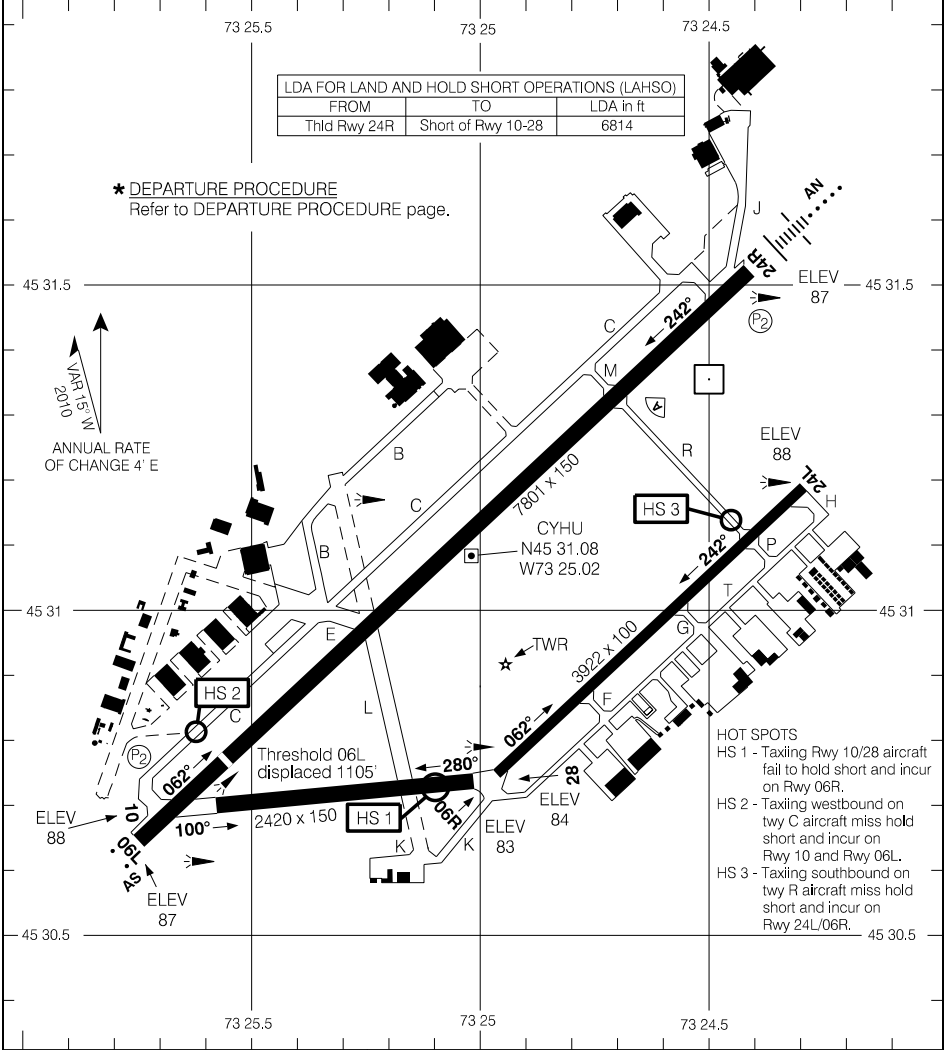 73 25.5
73 25
73 24.5
LDA FOR LAND AND HOLD SHORT OPERATIONS (LAHSO)
FROM TO LDA in ft
Thld Rwy 24R Short of Rwy 10-28 6814
* DEPARTURE PROCEDURE
Refer to DEPARTURE PROCEDURE page.
AN
J
24R
ELEV
87
45 31.5
45 31.5
P2
242°
C
M
A
R
VAR 15° W
2010
ANNUAL RATE
OF CHANGE 4' E
B
C
B
7801 x 150
ELEV
88
24L
H
HS 3
CYHU
N45 31.08
W73 25.02
242°
P
T
G
45 31
45 31
E
TWR
3922 x 100
F
L
HS 2
C
P2
062°
Threshold 06L
displaced 1105'
062°
280°
28
ELEV
84
ELEV
88
10
100°
2420 x 150
HS 1
06R
ELEV
83
K
K
06L
AS
ELEV
87
HOT SPOTS
HS 1 - Taxiing Rwy 10/28 aircraft
fail to hold short and incur
on Rwy 06R.
HS 2 - Taxiing westbound on
twy C aircraft miss hold
short and incur on
Rwy 10 and Rwy 06L.
HS 3 - Taxiing southbound on
twy R aircraft miss hold
short and incur on
Rwy 24L/06R.
45 30.5
45 30.5
73 25.5
73 25
73 24.5